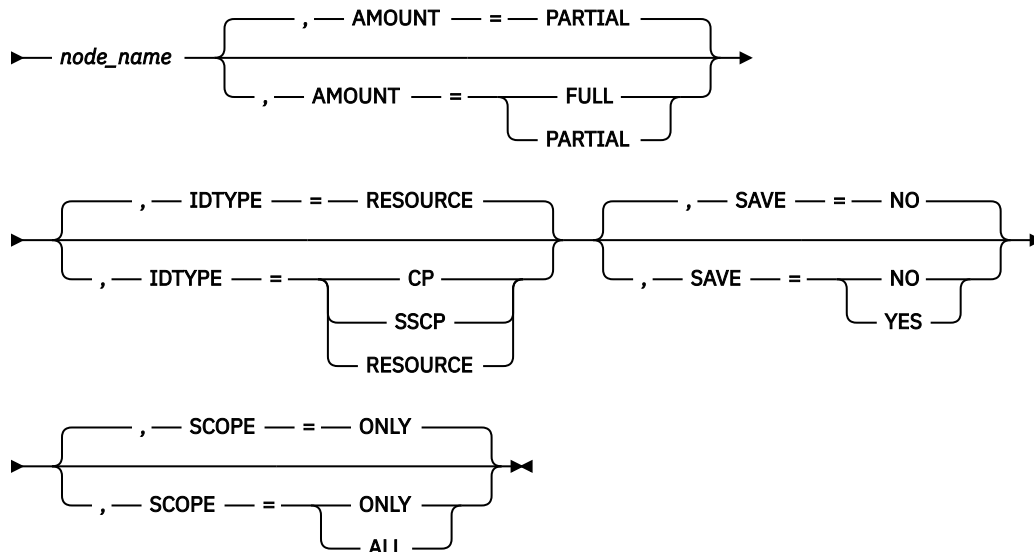 , AMOUNT = PARTIAL
node_name
, AMOUNT = FULL
PARTIAL
, IDTYPE = RESOURCE
, SAVE = NO
, IDTYPE = CP
, SAVE = NO
SSCP
YES
RESOURCE
, SCOPE = ONLY
, SCOPE = ONLY
ALL